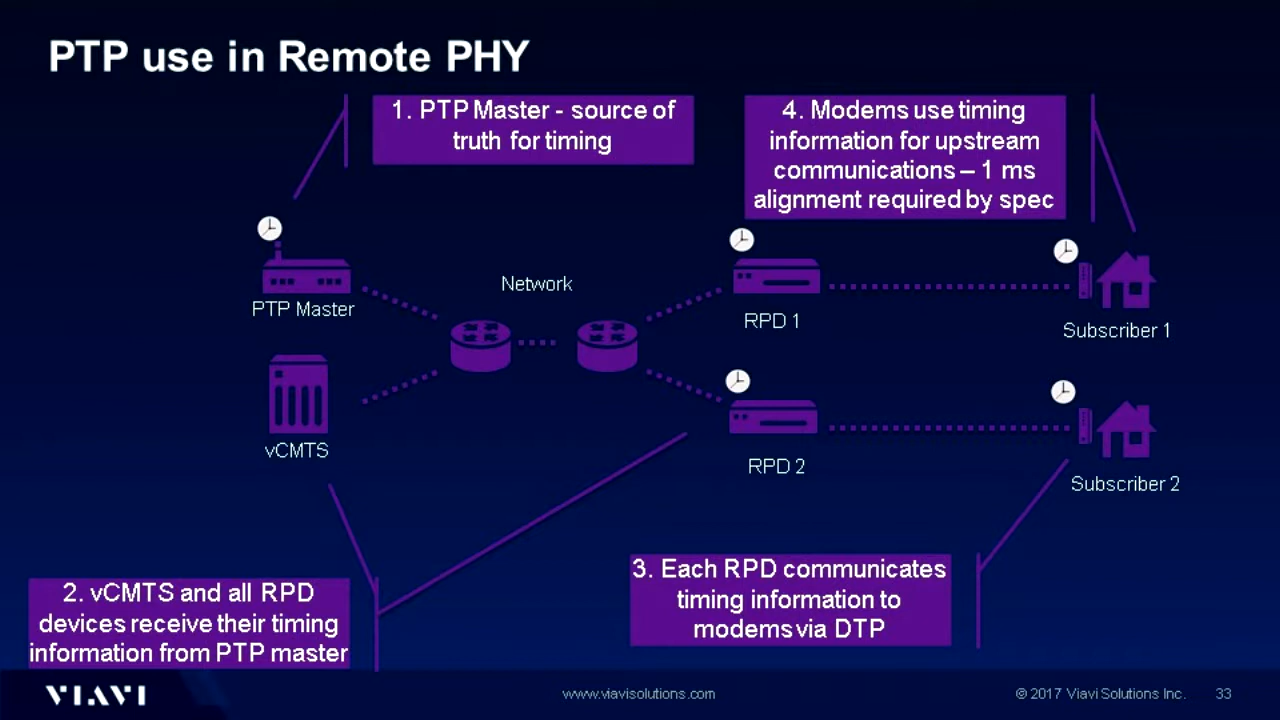 PTP use in Remote PHY
1. PTP Master - source of
truth for timing
4. Modems use timing
information for upstream
communications – 1 ms
alignment required by spec
Network
PTP Master
RPD 1
Subscriber 1
vCMTS
RPD 2
Subscriber 2
2. vCMTS and all RPD
devices receive their timing
information from PTP master
3. Each RPD communicates
timing information to
modems via DTP
VIAVI
www.viavisolutions.com
© 2017 Viavi Solutions Inc.
33